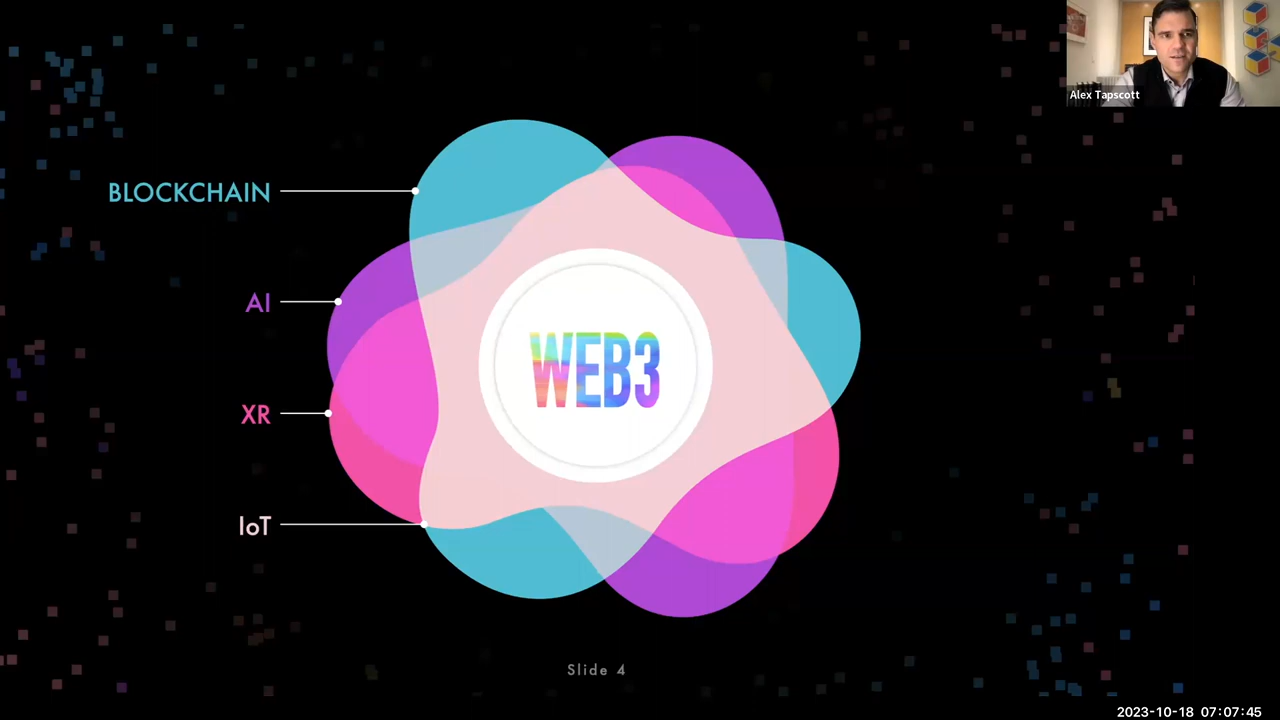 Alex Tapscott
BLOCKCHAIN
AI
XR
IoT
WEB3
Slide 4
2023-10-18 07:07:45